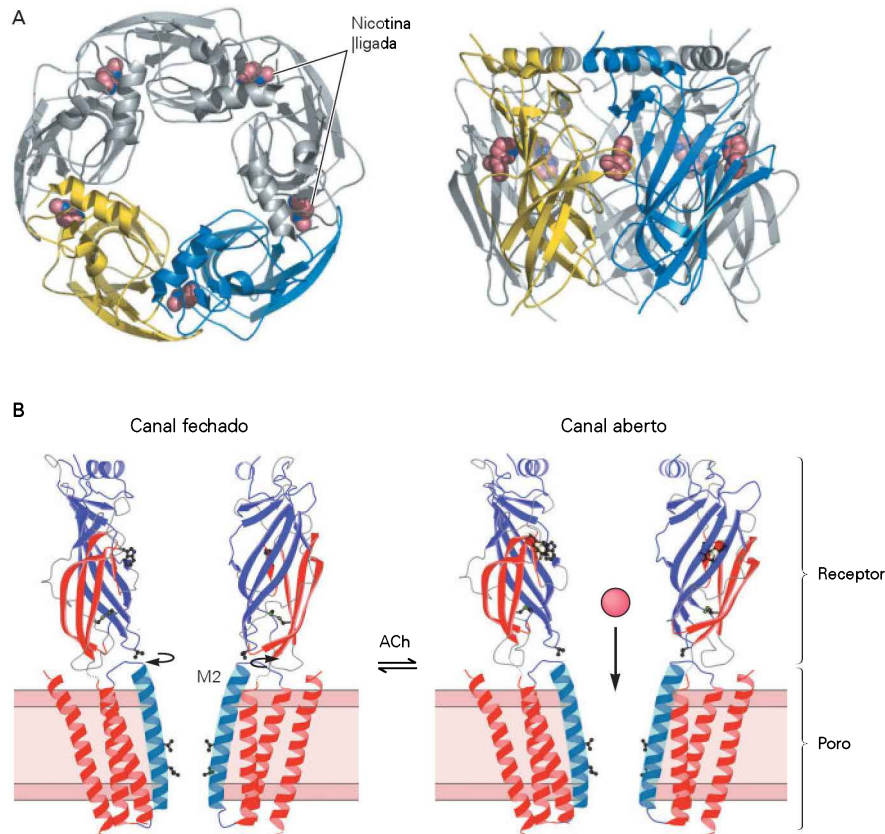 A
Nicotina
ligada
B
Canal fechado
Canal aberto
Receptor
ACh
M2
Poro